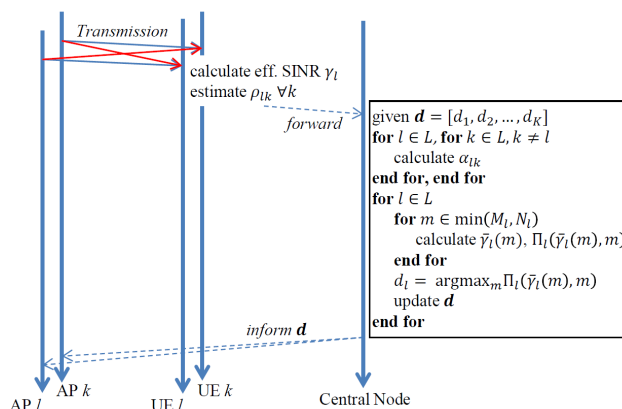 Transmission
calculate eff. SINR γ_l
estimate ρ_lk ∀k
forward
given d = [d_1, d_2, …, d_K]
for l ∈ L, for k ∈ L, k ≠ l
calculate α_lk
end for, end for
for l ∈ L
for m ∈ min(M_l, N_l)
calculate γ̄_l(m), Π_l(γ̄_l(m), m)
end for
d_l = argmax_m Π_l(γ̄_l(m), m)
update d
end for
inform d
AP k
UE k
AP l
UE l
Central Node